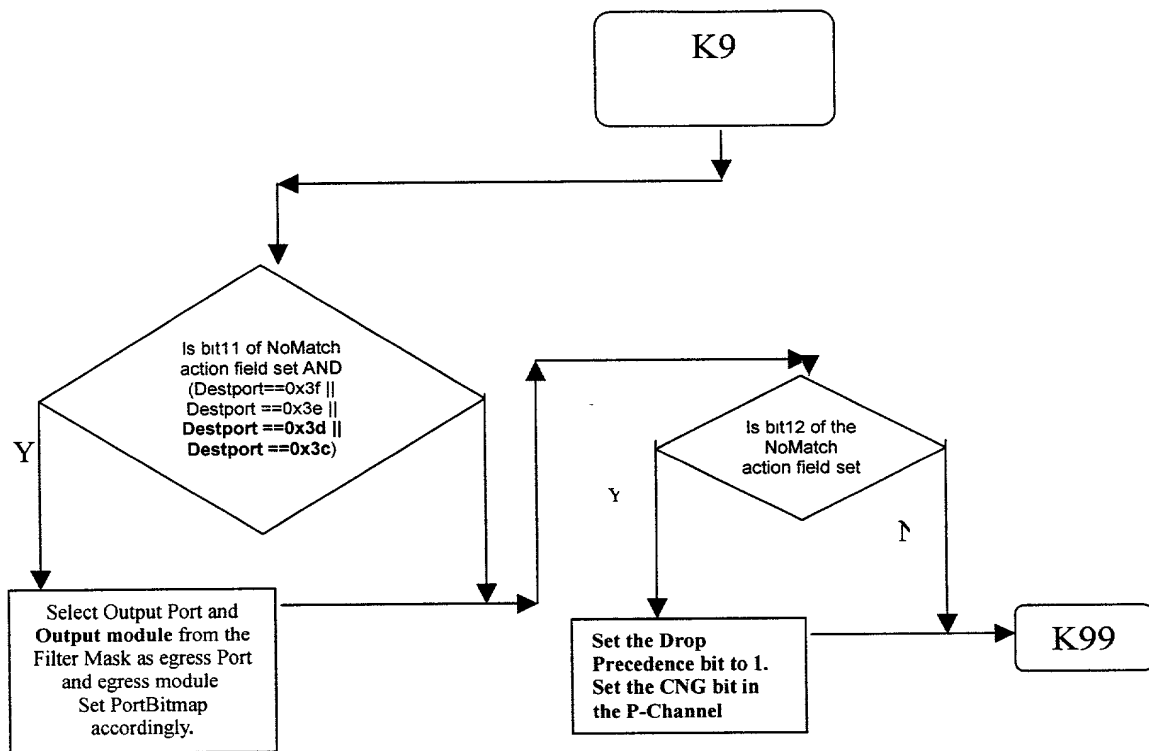 K9
Is bit11 of NoMatch
action field set AND
(Destport==0x3f ||
Destport ==0x3e ||
Destport ==0x3d ||
Destport ==0x3c)
Y
Select Output Port and
Output module from the
Filter Mask as egress Port
and egress module
Set PortBitmap
accordingly.
Is bit12 of the
NoMatch
action field set
Y
Set the Drop
Precedence bit to 1.
Set the CNG bit in
the P-Channel
K99